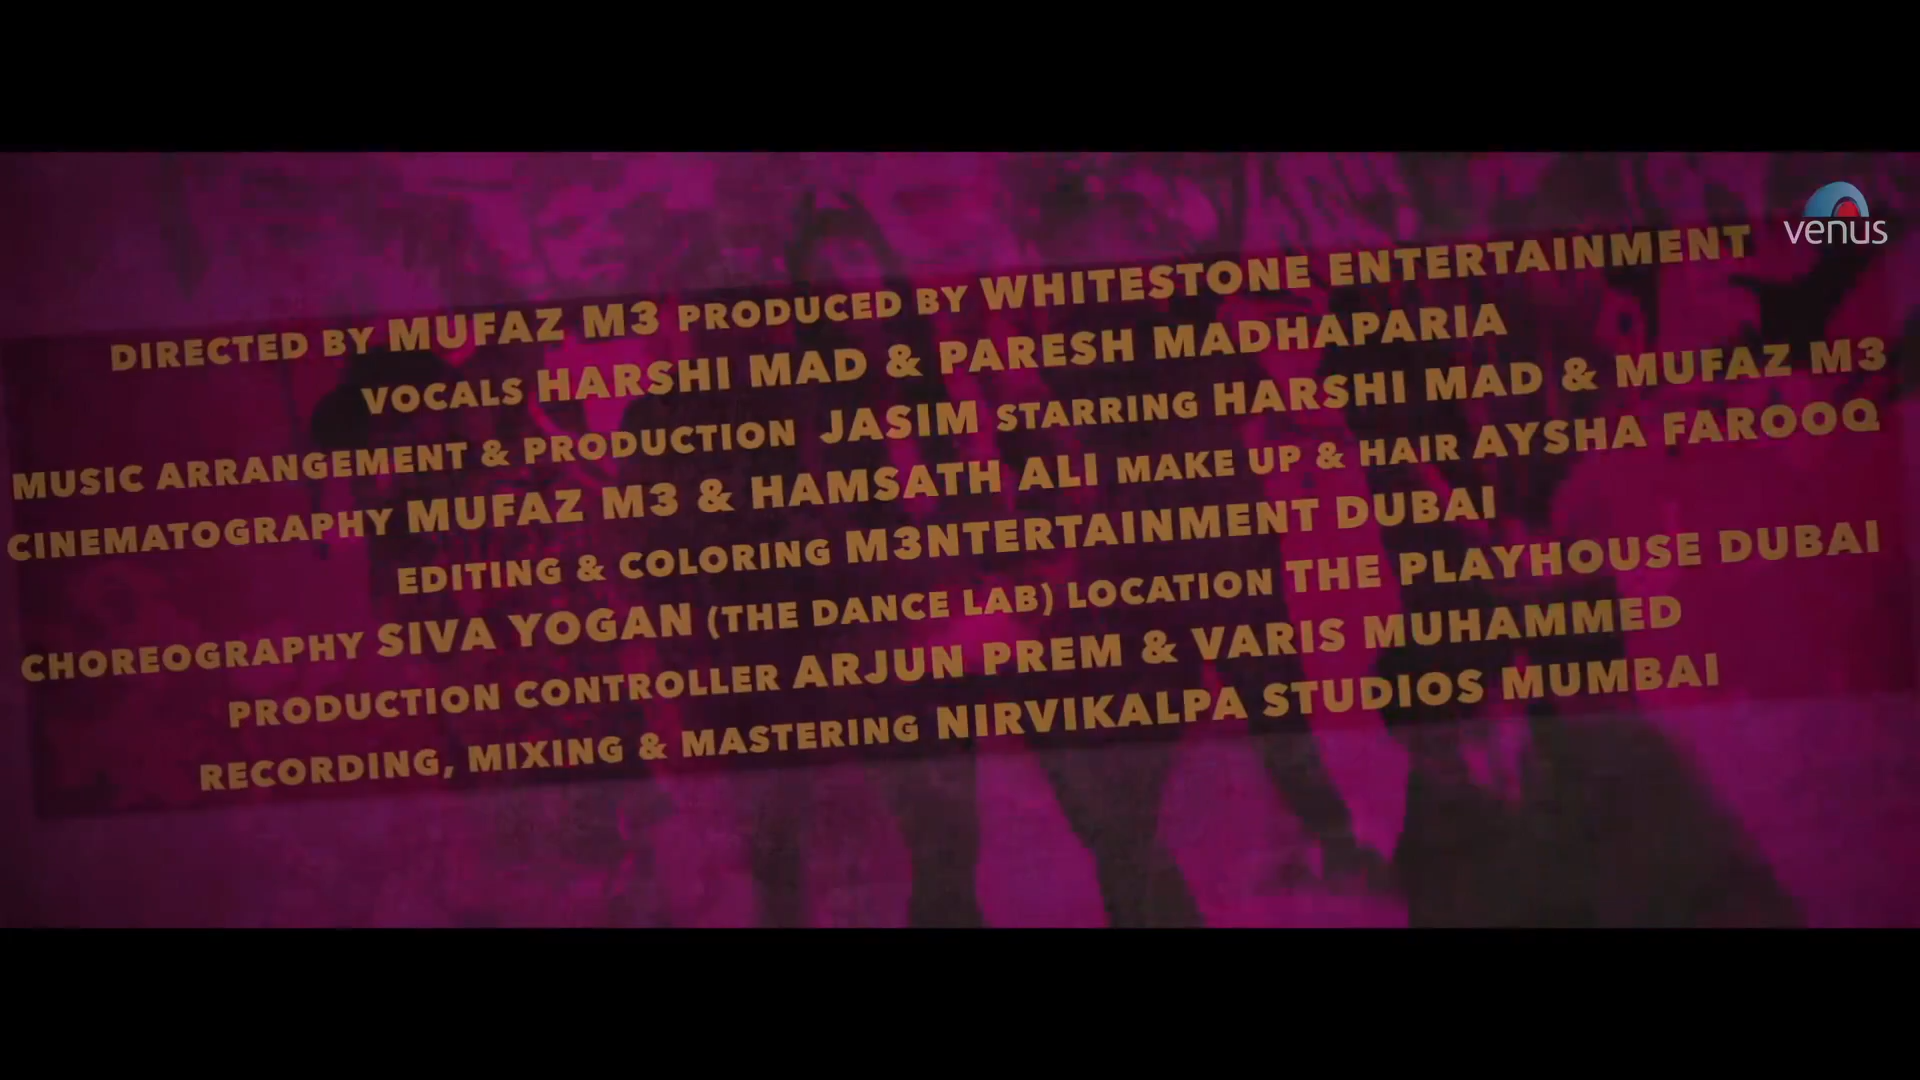 venus
DIRECTED BY MUFAZ M3 PRODUCED BY WHITESTONE ENTERTAINMENT
VOCALS HARSHI MAD & PARESH MADHAPARIA
MUSIC ARRANGEMENT & PRODUCTION JASIM STARRING HARSHI MAD & MUFAZ M3
CINEMATOGRAPHY MUFAZ M3 & HAMSATH ALI MAKE UP & HAIR AYSHA FAROOQ
EDITING & COLORING M3NTERTAINMENT DUBAI
CHOREOGRAPHY SIVA YOGAN (THE DANCE LAB) LOCATION THE PLAYHOUSE DUBAI
PRODUCTION CONTROLLER ARJUN PREM & VARIS MUHAMMED
RECORDING, MIXING & MASTERING NIRVIKALPA STUDIOS MUMBAI